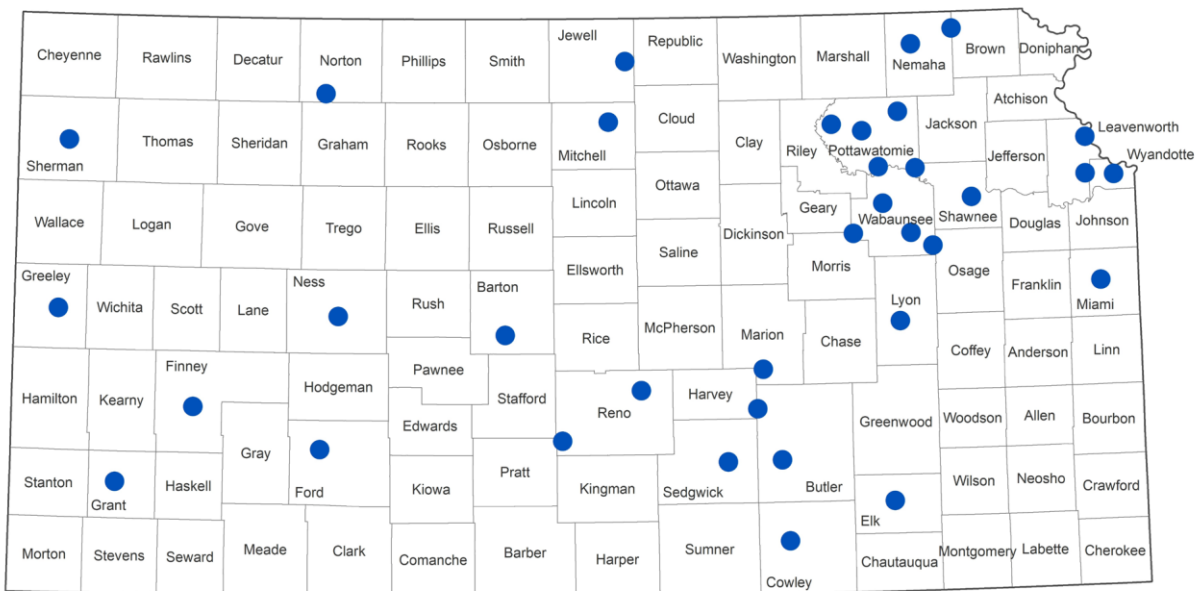 Cheyenne
Rawlins
Decatur
Norton
Phillips
Smith
Jewell
Republic
Washington
Marshall
Nemaha
Brown
Doniphan
Atchison
Sherman
Thomas
Sheridan
Graham
Rooks
Osborne
Mitchell
Cloud
Clay
Riley
Pottawatomie
Jackson
Jefferson
Leavenworth
Wyandotte
Wallace
Logan
Gove
Trego
Ellis
Russell
Lincoln
Ottawa
Saline
Dickinson
Geary
Wabaunsee
Shawnee
Douglas
Johnson
Greeley
Wichita
Scott
Lane
Ness
Rush
Barton
Ellsworth
Rice
McPherson
Marion
Morris
Chase
Lyon
Osage
Franklin
Miami
Hamilton
Kearny
Finney
Hodgeman
Pawnee
Edwards
Stafford
Reno
Harvey
Greenwood
Coffey
Anderson
Linn
Woodson
Allen
Bourbon
Stanton
Grant
Haskell
Gray
Ford
Kiowa
Pratt
Kingman
Sedgwick
Butler
Elk
Wilson
Neosho
Crawford
Morton
Stevens
Seward
Meade
Clark
Comanche
Barber
Harper
Sumner
Cowley
Chautauqua
Montgomery
Labette
Cherokee